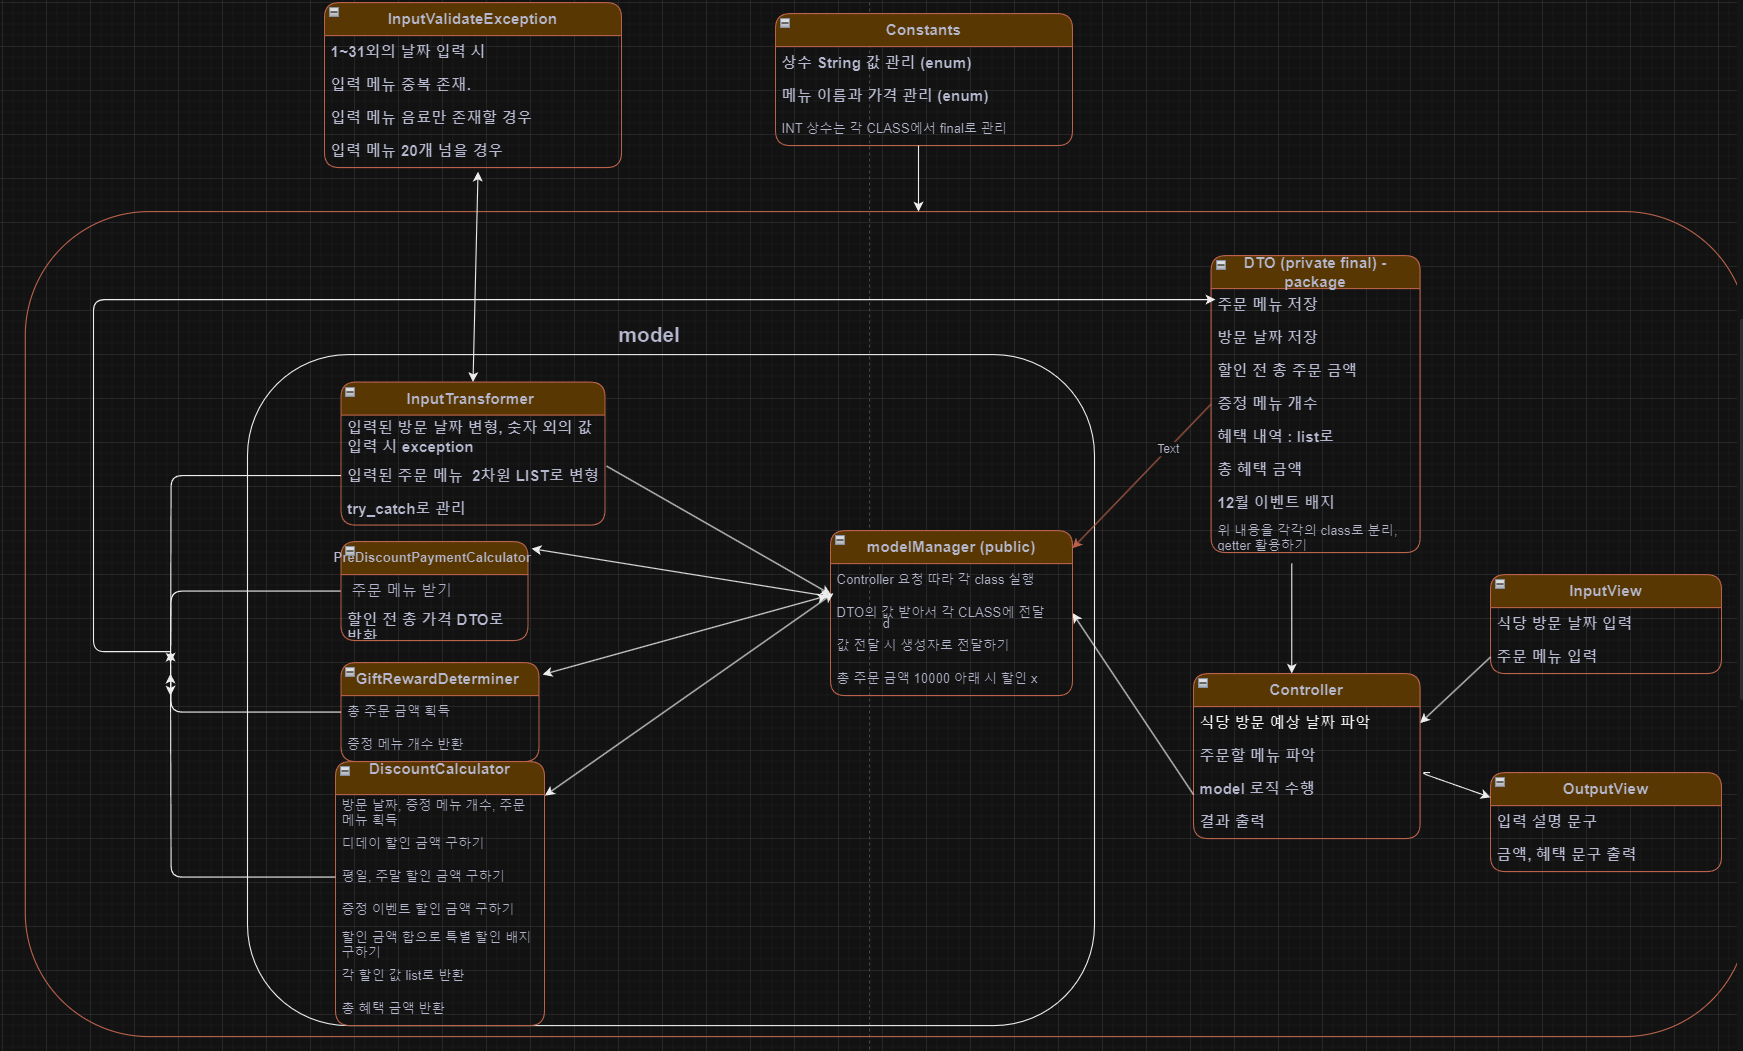 InputValidateException
1~31외의 날짜 입력 시
입력 메뉴 중복 존재.
입력 메뉴 음료만 존재할 경우
입력 메뉴 20개 넘을 경우
Constants
상수 String 값 관리 (enum)
메뉴 이름과 가격 관리 (enum)
INT 상수는 각 CLASS에서 final로 관리
DTO (private final) -
package
주문 메뉴 저장
방문 날짜 저장
할인 전 총 주문 금액
증정 메뉴 개수
혜택 내역 : list로
총 혜택 금액
12월 이벤트 배지
위 내용을 각각의 class로 분리,
getter 활용하기
Text
model
InputTransformer
입력된 방문 날짜 변형, 숫자 외의 값
입력 시 exception
입력된 주문 메뉴  2차원 LIST로 변형
try_catch로 관리
PreDiscountPaymentCalculator
주문 메뉴 받기
할인 전 총 가격 DTO로
반환
GiftRewardDeterminer
총 주문 금액 획득
증정 메뉴 개수 반환
DiscountCalculator
방문 날짜, 증정 메뉴 개수, 주문
메뉴 획득
디데이 할인 금액 구하기
평일, 주말 할인 금액 구하기
증정 이벤트 할인 금액 구하기
할인 금액 합으로 특별 할인 배지
구하기
각 할인 값 list로 반환
총 혜택 금액 반환
modelManager (public)
Controller 요청 따라 각 class 실행
DTO의 값 받아서 각 CLASS에 전달
d
값 전달 시 생성자로 전달하기
총 주문 금액 10000 아래 시 할인 x
Controller
식당 방문 예상 날짜 파악
주문할 메뉴 파악
model 로직 수행
결과 출력
InputView
식당 방문 날짜 입력
주문 메뉴 입력
OutputView
입력 설명 문구
금액, 혜택 문구 출력